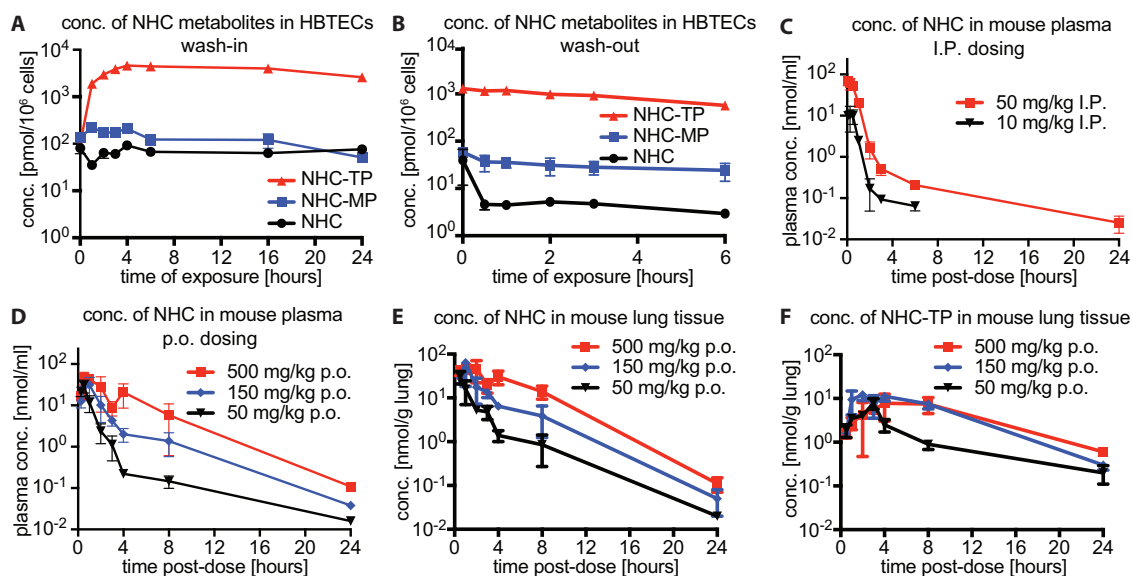 A
conc. of NHC metabolites in HBTECs
wash-in
conc. [pmol/10⁶ cells]
10⁴
10³
10²
10¹
10⁰
NHC-TP
NHC-MP
NHC
0 4 8 12 16 20 24
time of exposure [hours]
B
conc. of NHC metabolites in HBTECs
wash-out
conc. [pmol/10⁶ cells]
10⁴
10³
10²
10¹
10⁰
NHC-TP
NHC-MP
NHC
0 2 4 6
time of exposure [hours]
C
conc. of NHC in mouse plasma
I.P. dosing
plasma conc. [nmol/ml]
10²
10¹
10⁰
10⁻¹
10⁻²
50 mg/kg I.P.
10 mg/kg I.P.
0 4 8 12 16 20 24
time post-dose [hours]
D
conc. of NHC in mouse plasma
p.o. dosing
plasma conc. [nmol/ml]
10²
10¹
10⁰
10⁻¹
10⁻²
500 mg/kg p.o.
150 mg/kg p.o.
50 mg/kg p.o.
0 4 8 12 16 20 24
time post-dose [hours]
E
conc. of NHC in mouse lung tissue
conc. [nmol/g lung]
10²
10¹
10⁰
10⁻¹
10⁻²
500 mg/kg p.o.
150 mg/kg p.o.
50 mg/kg p.o.
0 4 8 12 16 20 24
time post-dose [hours]
F
conc. of NHC-TP in mouse lung tissue
conc. [nmol/g lung]
10²
10¹
10⁰
10⁻¹
10⁻²
500 mg/kg p.o.
150 mg/kg p.o.
50 mg/kg p.o.
0 4 8 12 16 20 24
time post-dose [hours]